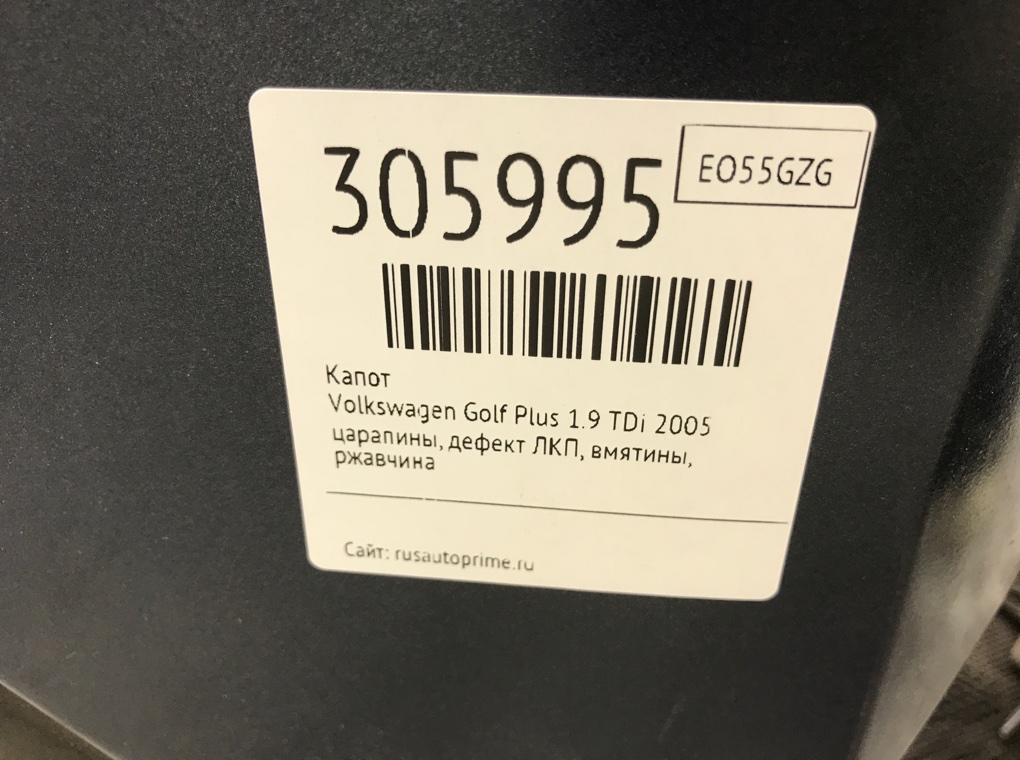 305995
EO55GZG
Капот
Volkswagen Golf Plus 1.9 TDi 2005
царапины, дефект ЛКП, вмятины,
ржавчина
Сайт: rusautoprime.ru